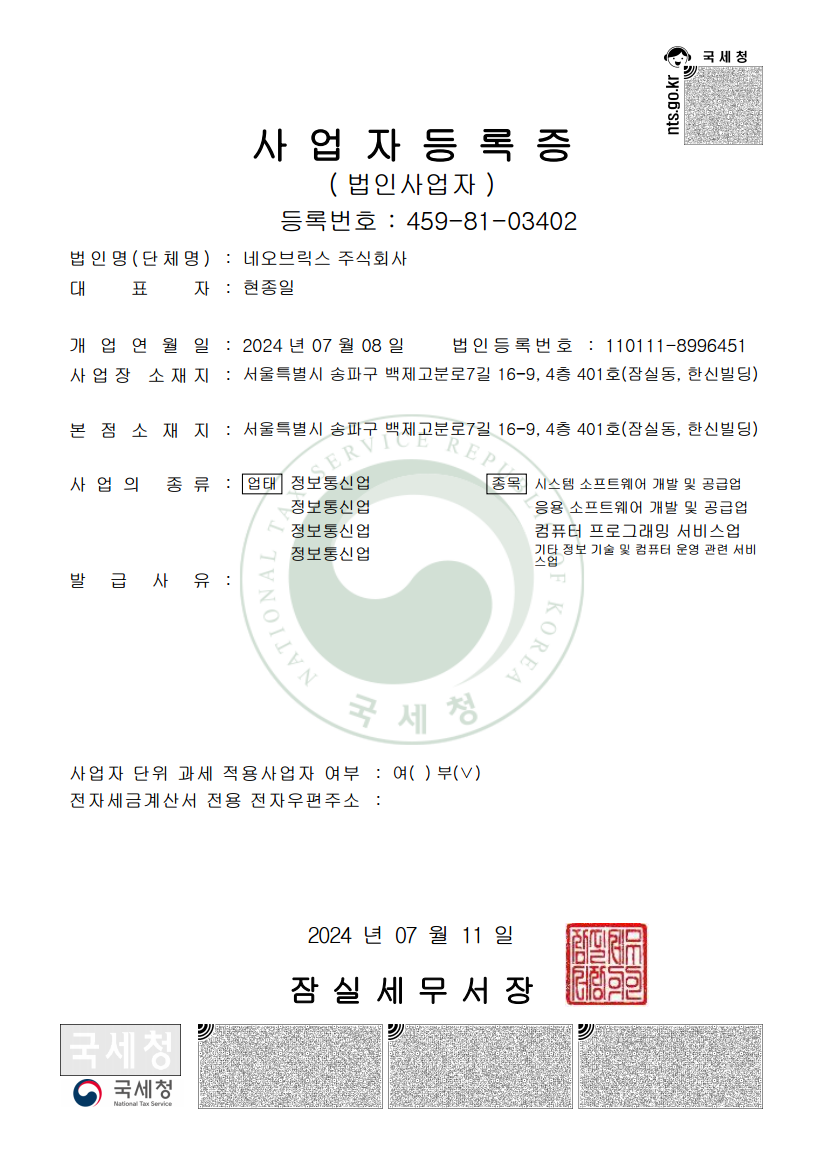 국세청
nts.go.kr
사업자등록증
( 법인사업자 )
등록번호 : 459-81-03402
법인명(단체명) : 네오브릭스 주식회사
대 표 자 : 현종일
개 업 연 월 일 : 2024 년 07 월 08 일 법인등록번호 : 110111-8996451
사업장 소재지 : 서울특별시 송파구 백제고분로7길 16-9, 4층 401호(잠실동, 한신빌딩)
본 점 소 재 지 : 서울특별시 송파구 백제고분로7길 16-9, 4층 401호(잠실동, 한신빌딩)
사 업 의 종 류 : 업태 정보통신업 종목 시스템 소프트웨어 개발 및 공급업
정보통신업 응용 소프트웨어 개발 및 공급업
정보통신업 컴퓨터 프로그래밍 서비스업
정보통신업 기타 정보 기술 및 컴퓨터 운영 관련 서비
스업
발 급 사 유 :
NATIONAL TAX SERVICE REPUBLIC OF KOREA
국세청
사업자 단위 과세 적용사업자 여부 : 여( ) 부(∨)
전자세금계산서 전용 전자우편주소 :
2024 년 07 월 11 일
잠실세무서장
국세청
국세청
National Tax Service